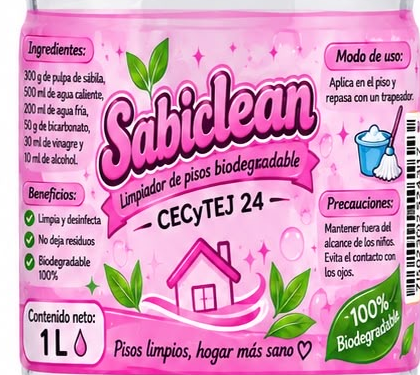 Ingredientes:
300 g de pulpa de sábila,
500 ml de agua caliente,
200 ml de agua fría,
50 g de bicarbonato,
30 ml de vinagre y
10 ml de alcohol.
Beneficios:
Limpia y desinfecta
No deja residuos
Biodegradable
100%
Contenido neto:
1L
Sabiclean
Limpiador de pisos biodegradable
CECyTEJ 24
Pisos limpios, hogar más sano
Modo de uso:
Aplica en el piso y
repasa con un trapeador.
Precauciones:
Mantener fuera del
alcance de los niños.
Evita el contacto con
los ojos.
100%
Biodegradable